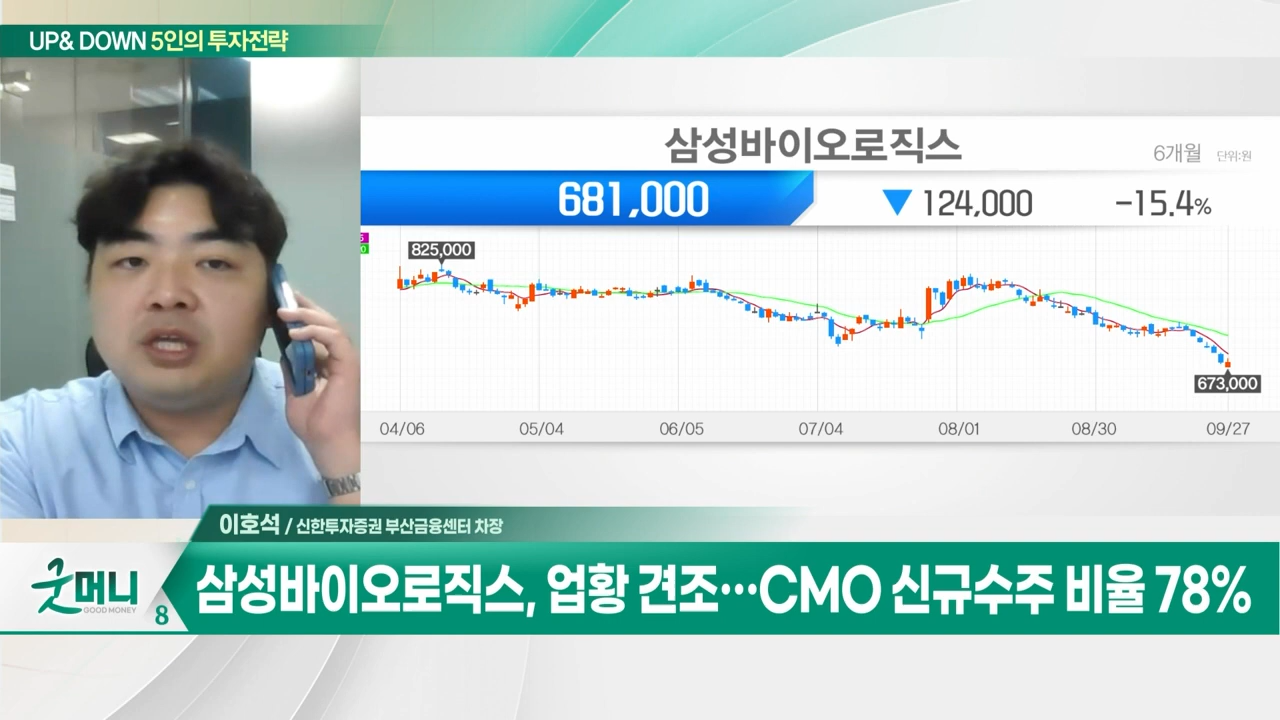 UP& DOWN 5인의 투자전략
삼성바이오로직스
6개월 단위:원
681,000 ▼ 124,000 -15.4%
825,000
673,000
04/06 05/04 06/05 07/04 08/01 08/30 09/27
이호석 / 신한투자증권 부산금융센터 차장
굿머니
GOOD MONEY
8
삼성바이오로직스, 업황 견조…CMO 신규수주 비율 78%